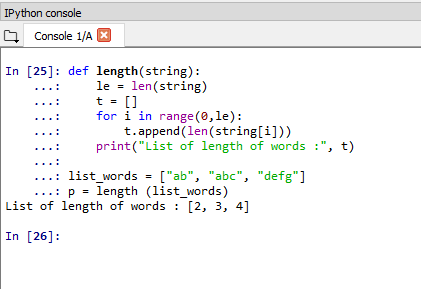 IPython console
Console 1/A
In [25]: def length(string):
    ...:     le = len(string)
    ...:     t = []
    ...:     for i in range(0,le):
    ...:         t.append(len(string[i]))
    ...:     print("List of length of words :", t)
    ...:
    ...: list_words = ["ab", "abc", "defg"]
    ...: p = length (list_words)
List of length of words : [2, 3, 4]
In [26]: